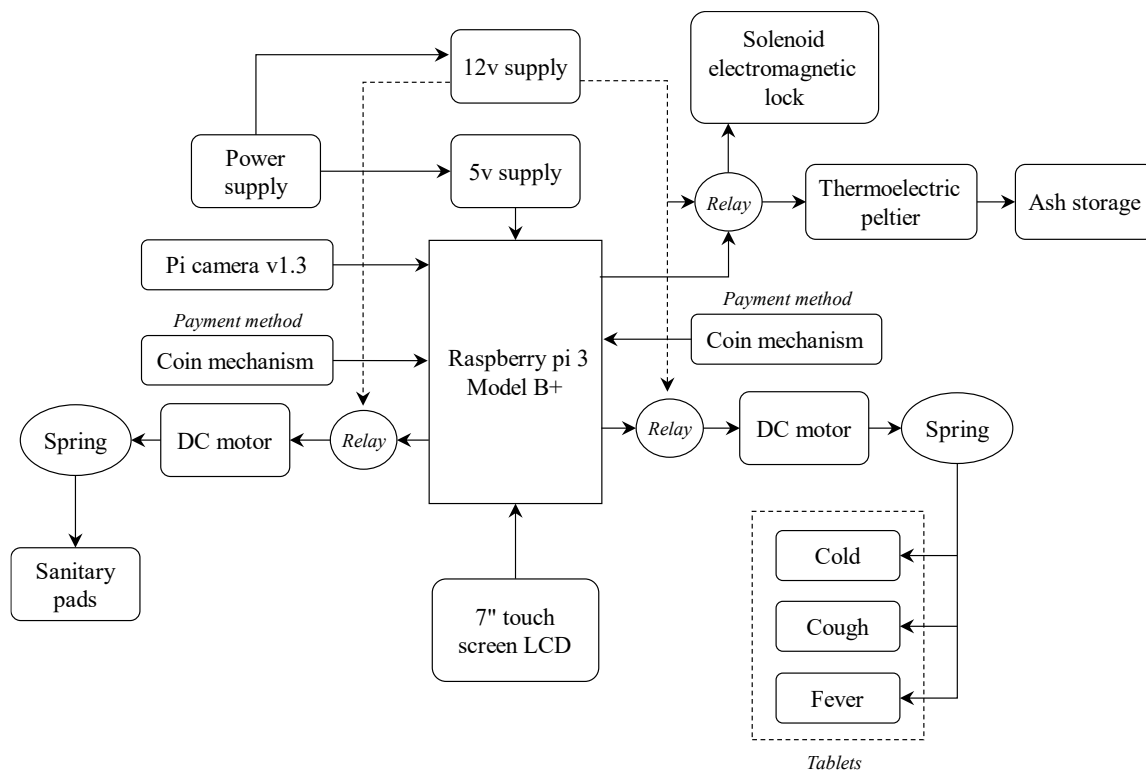 12v supply
Solenoid
electromagnetic
lock
Power
supply
5v supply
Relay
Thermoelectric
peltier
Ash storage
Pi camera v1.3
Payment method
Coin mechanism
Raspberry pi 3
Model B+
Payment method
Coin mechanism
Spring
DC motor
Relay
Relay
DC motor
Spring
Sanitary
pads
7" touch
screen LCD
Cold
Cough
Fever
Tablets